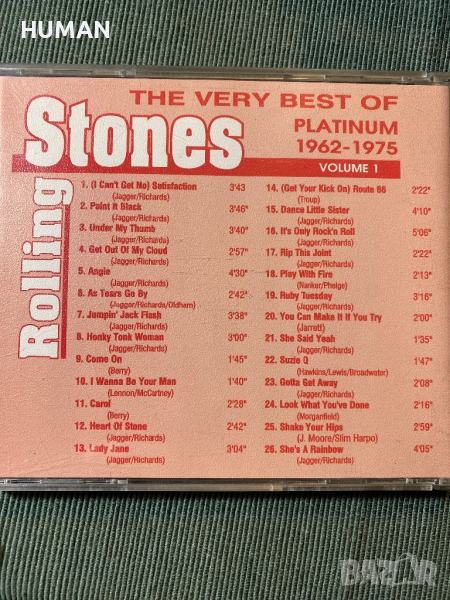 HUMAN
THE VERY BEST OF
Rolling
Stones
PLATINUM
1962-1975
VOLUME 1
1. (I Can't Get No) Satisfaction 3'43
(Jagger/Richards)
2. Paint It Black 3'46"
(Jagger/Richards)
3. Under My Thumb 3'40"
(Jagger/Richards)
4. Get Out Of My Cloud 2'57"
(Jagger/Richards)
5. Angie 4'30"
(Jagger/Richards)
6. As Tears Go By 2'42"
(Jagger/Richards/Oldham)
7. Jumpin' Jack Flash 3'38"
(Jagger/Richards)
8. Honky Tonk Woman 3'00"
(Jagger/Richards)
9. Come On 1'45"
(Berry)
10. I Wanna Be Your Man 1'40"
(Lennon/McCartney)
11. Carol 2'28"
(Berry)
12. Heart Of Stone 2'42"
(Jagger/Richards)
13. Lady Jane 3'04"
(Jagger/Richards)
14. (Get Your Kick On) Route 66 2'22"
(Troup)
15. Dance Little Sister 4'10"
(Jagger/Richards)
16. It's Only Rock'n Roll 5'06"
(Jagger/Richards)
17. Rip This Joint 2'22"
(Jagger/Richards)
18. Play With Fire 2'13"
(Nanker/Phelge)
19. Ruby Tuesday 3'16"
(Jagger/Richards)
20. You Can Make It If You Try 2'00"
(Jarrett)
21. She Said Yeah 1'35"
(Jagger/Richards)
22. Suzie Q 1'47"
(Hawkins/Lewis/Broadwater)
23. Gotta Get Away 2'08"
(Jagger/Richards)
24. Look What You've Done 2'16"
(Morganfield)
25. Shake Your Hips 2'59"
(J. Moore/Slim Harpo)
26. She's A Rainbow 4'05"
(Jagger/Richards)
BAZAR